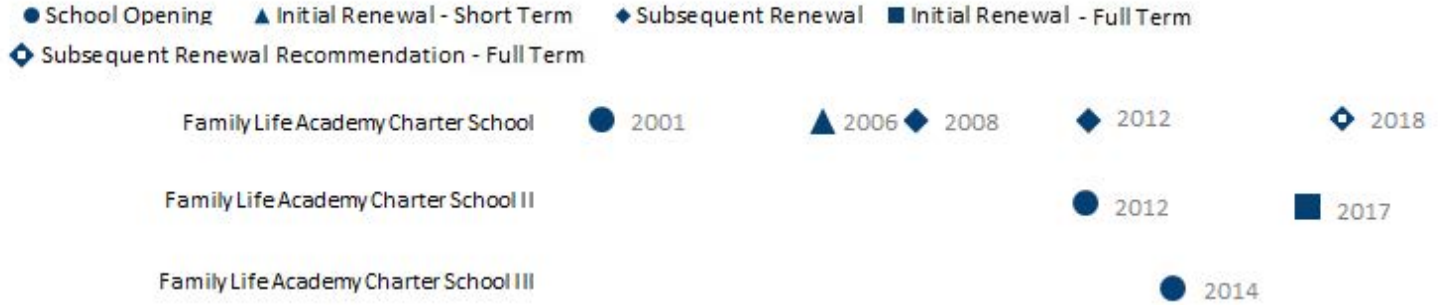 School Opening Initial Renewal - Short Term Subsequent Renewal Initial Renewal - Full Term
Subsequent Renewal Recommendation - Full Term
Family Life Academy Charter School 2001 2006 2008 2012 2018
Family Life Academy Charter School II 2012 2017
Family Life Academy Charter School III 2014